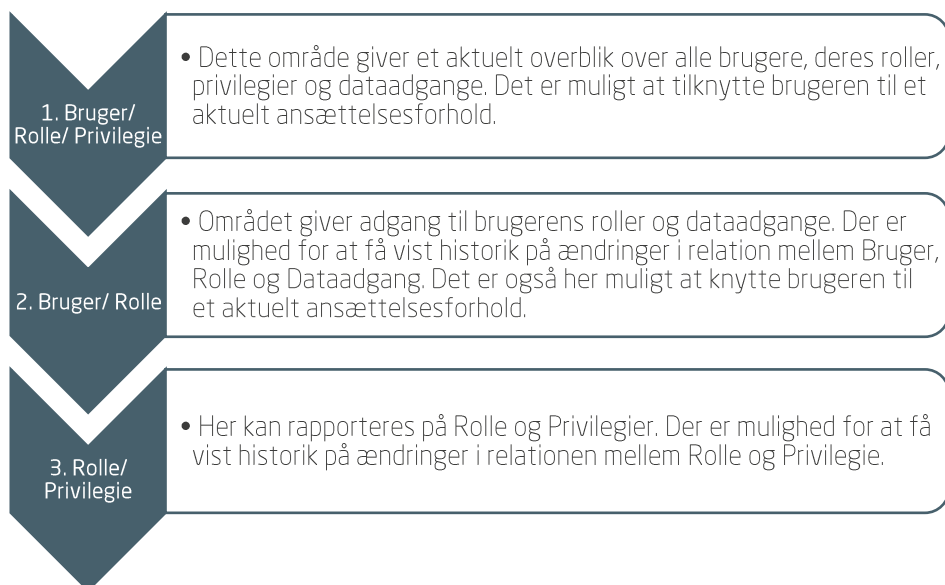 1. Bruger/
Rolle/ Privilegie
• Dette område giver et aktuelt overblik over alle brugere, deres roller,
privilegier og dataadgange. Det er muligt at tilknytte brugeren til et
aktuelt ansættelsesforhold.
2. Bruger/ Rolle
• Området giver adgang til brugerens roller og dataadgange. Der er
mulighed for at få vist historik på ændringer i relation mellem Bruger,
Rolle og Dataadgang. Det er også her muligt at knytte brugeren til
et aktuelt ansættelsesforhold.
3. Rolle/
Privilegie
• Her kan rapporteres på Rolle og Privilegier. Der er mulighed for at få
vist historik på ændringer i relationen mellem Rolle og Privilegie.